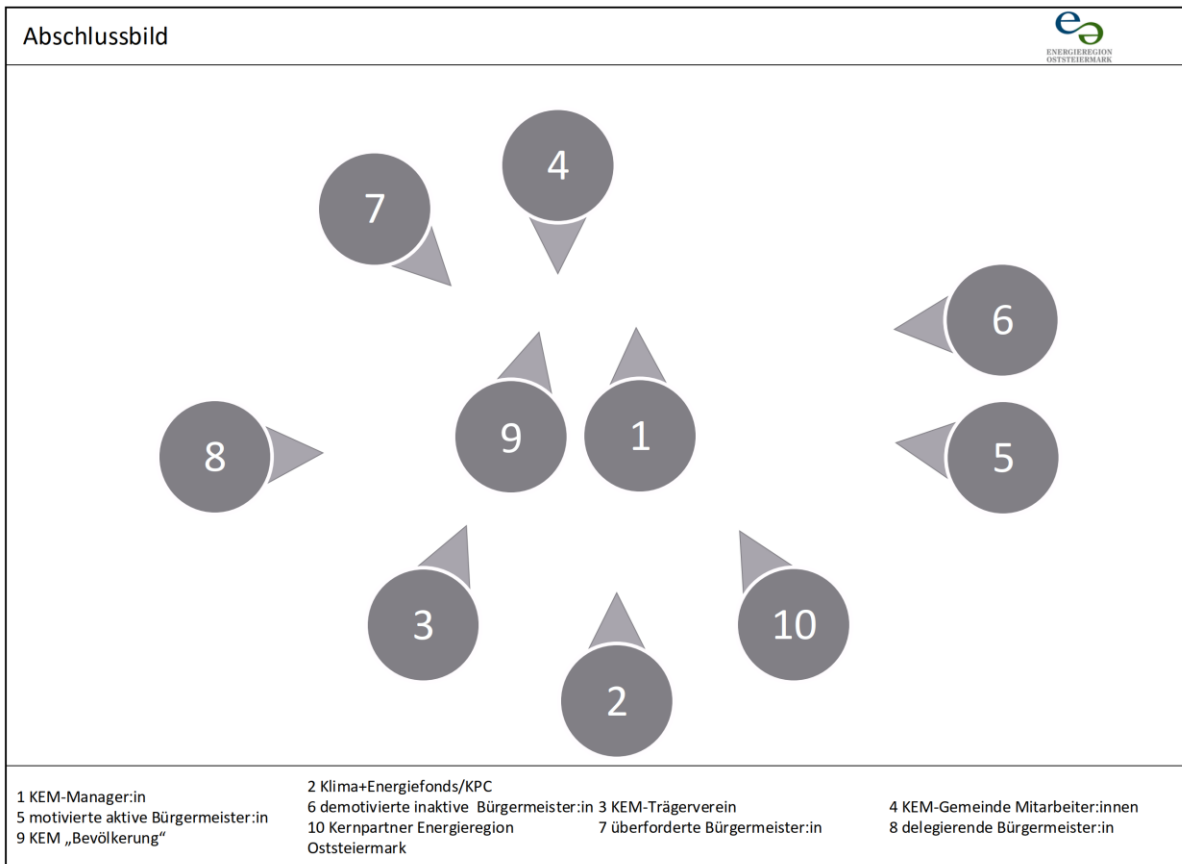 Abschlussbild
ENERGIEREGION
OSTSTEIERMARK
4
7
6
9
1
8
5
3
10
2
1 KEM-Manager:in
5 motivierte aktive Bürgermeister:in
9 KEM „Bevölkerung“
2 Klima+Energiefonds/KPC
6 demotivierte inaktive Bürgermeister:in
10 Kernpartner Energieregion
Oststeiermark
3 KEM-Trägerverein
7 überforderte Bürgermeister:in
4 KEM-Gemeinde Mitarbeiter:innen
8 delegierende Bürgermeister:in